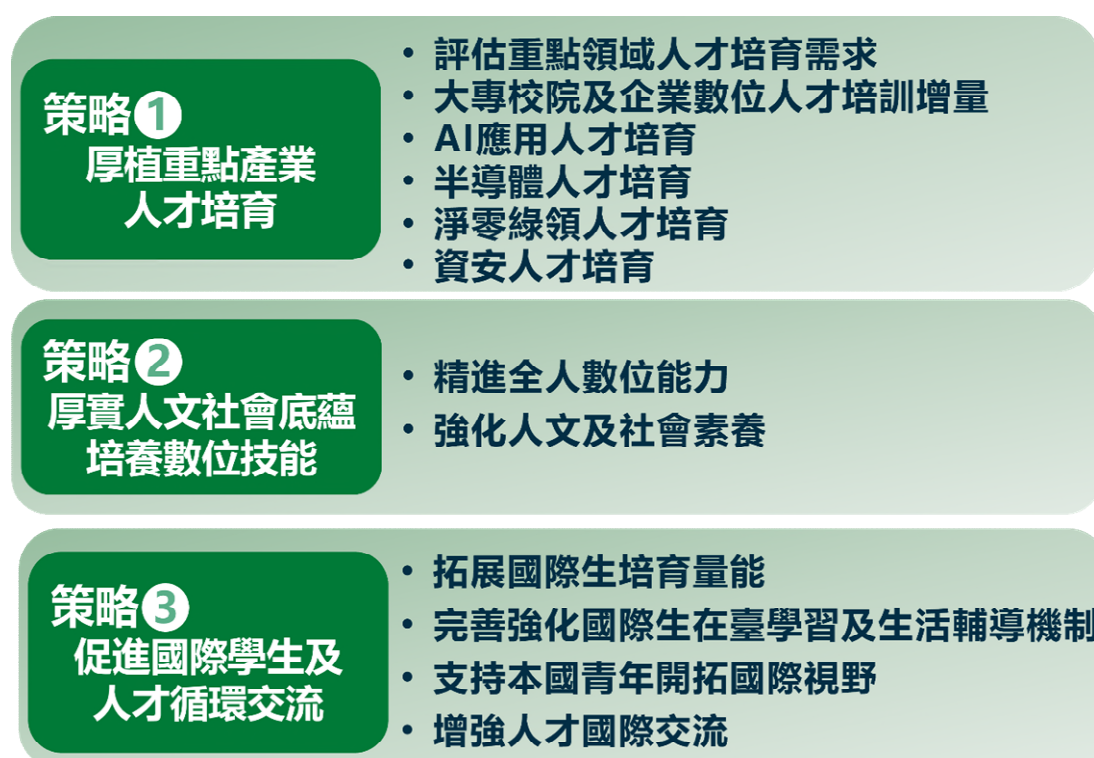 策略❶
厚植重點產業
人才培育
• 評估重點領域人才培育需求
• 大專校院及企業數位人才培訓增量
• AI應用人才培育
• 半導體人才培育
• 淨零綠領人才培育
• 資安人才培育
策略❷
厚實人文社會底蘊
培養數位技能
• 精進全人數位能力
• 強化人文及社會素養
策略❸
促進國際學生及
人才循環交流
• 拓展國際生培育量能
• 完善強化國際生在臺學習及生活輔導機制
• 支持本國青年開拓國際視野
• 增強人才國際交流